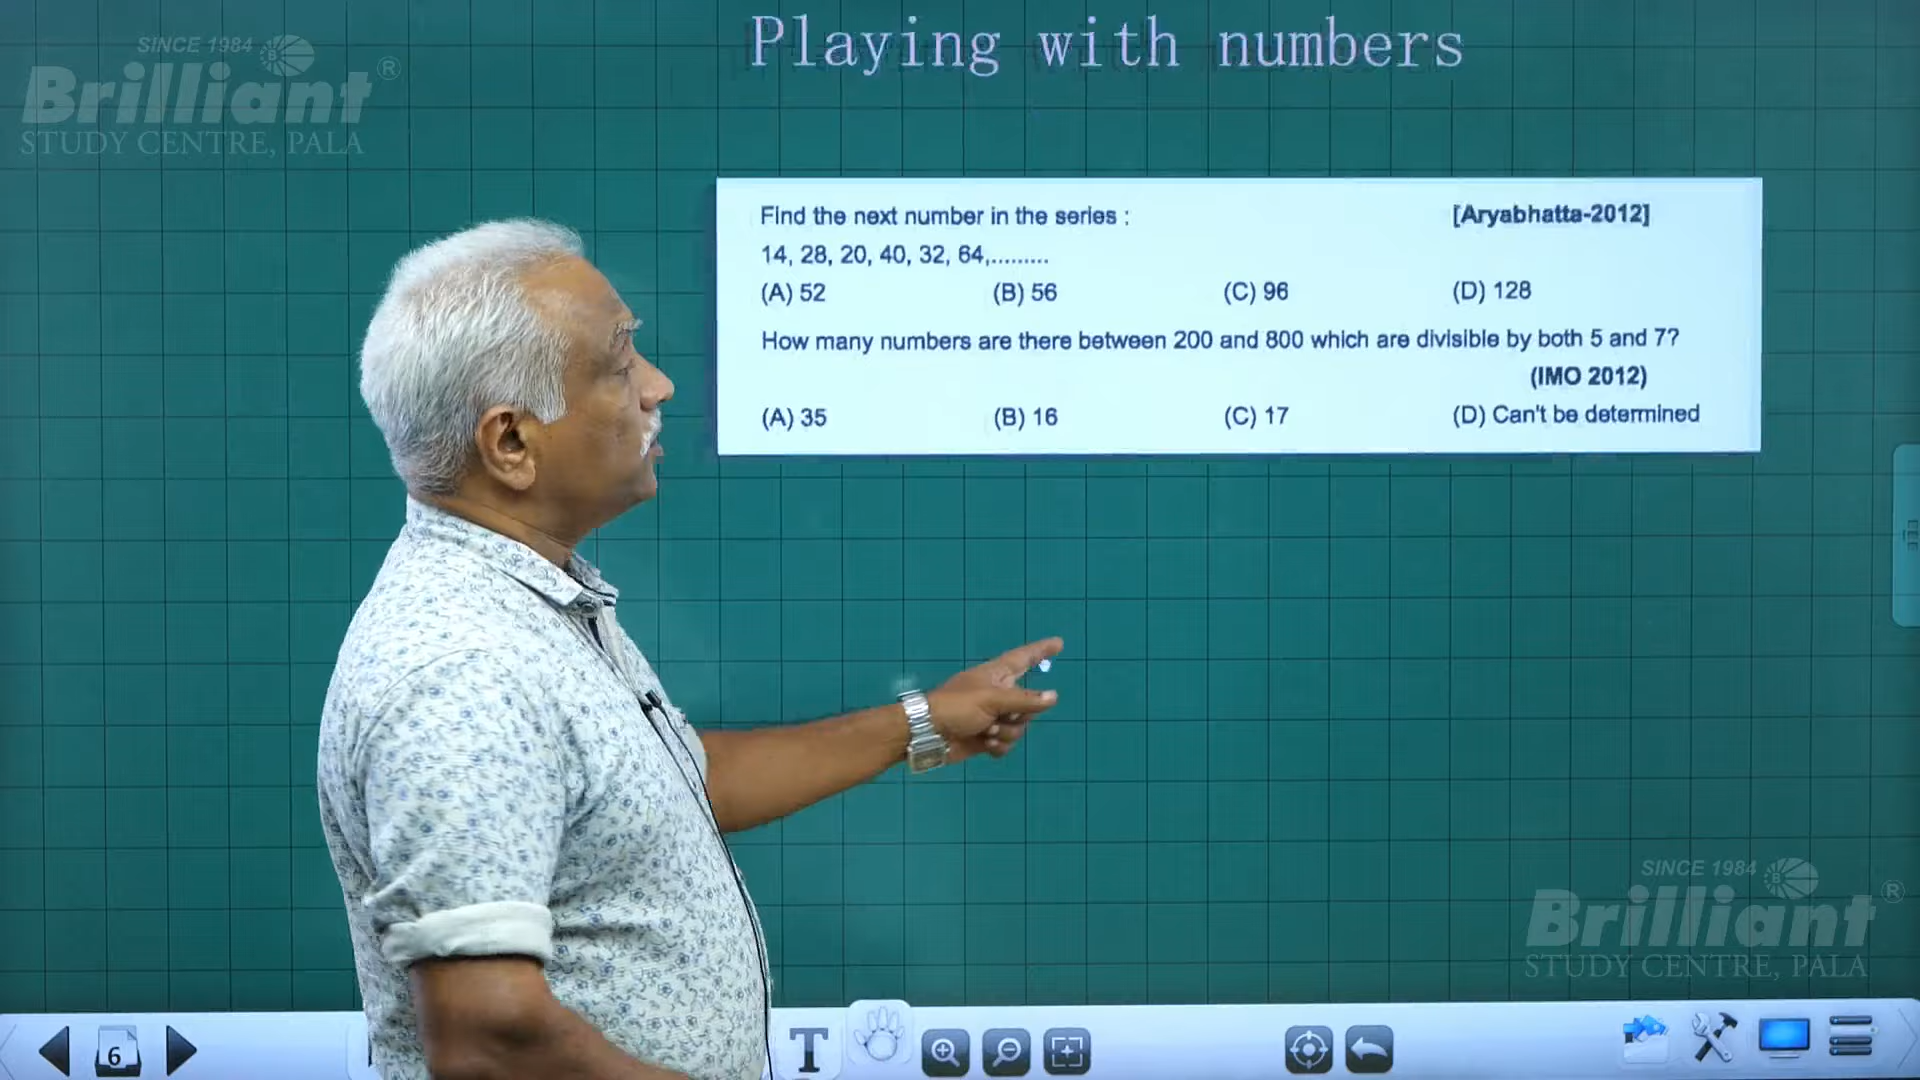 Playing with numbers
SINCE 1984
Brilliant®
STUDY CENTRE, PALA
Find the next number in the series : [Aryabhatta-2012]
14, 28, 20, 40, 32, 64,.........
(A) 52 (B) 56 (C) 96 (D) 128
How many numbers are there between 200 and 800 which are divisible by both 5 and 7?
(IMO 2012)
(A) 35 (B) 16 (C) 17 (D) Can't be determined
SINCE 1984
Brilliant®
STUDY CENTRE, PALA
6
T